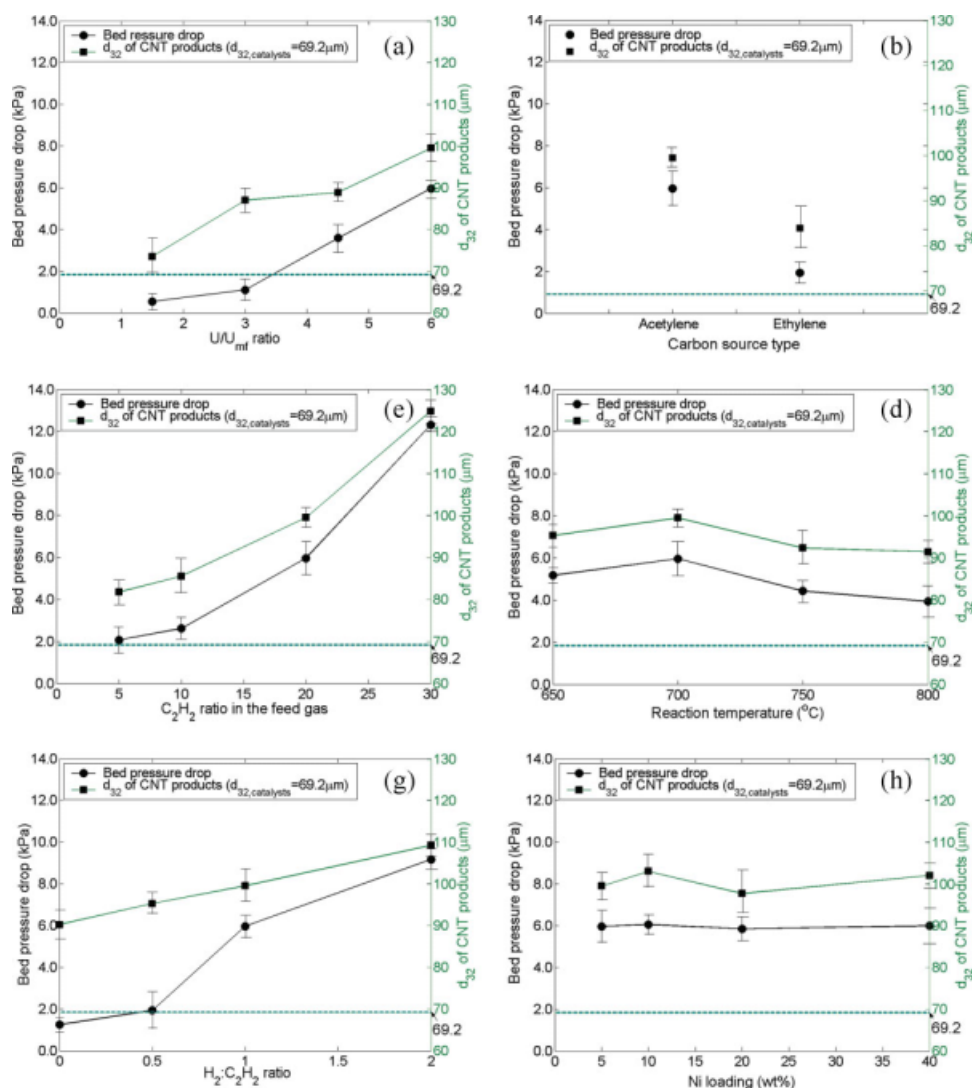 Bed ressure drop
d32 of CNT products (d32,catalysts=69.2μm)
(a)
Bed pressure drop (kPa)
14.0
12.0
10.0
8.0
6.0
4.0
2.0
0.0
130
120
110
100
90
80
70
60
69.2
d32 of CNT products (μm)
0 1 2 3 4 5 6
U/Umf ratio
Bed pressure drop
d32 of CNT products (d32,catalysts=69.2μm)
(b)
Bed pressure drop (kPa)
14
12
10
8
6
4
2
0
130
120
110
100
90
80
70
60
69.2
d32 of CNT products (μm)
Acetylene Ethylene
Carbon source type
Bed pressure drop
d32 of CNT products (d32,catalysts=69.2μm)
(e)
Bed pressure drop (kPa)
14.0
12.0
10.0
8.0
6.0
4.0
2.0
0.0
130
120
110
100
90
80
70
60
69.2
d32 of CNT products (μm)
0 5 10 15 20 25 30
C2H2 ratio in the feed gas
Bed pressure drop
d32 of CNT products (d32,catalysts=69.2μm)
(d)
Bed pressure drop (kPa)
14.0
12.0
10.0
8.0
6.0
4.0
2.0
0.0
130
120
110
100
90
80
70
60
69.2
d32 of CNT products (μm)
650 700 750 800
Reaction temperature (°C)
Bed pressure drop
d32 of CNT products (d32,catalysts=69.2μm)
(g)
Bed pressure drop (kPa)
14.0
12.0
10.0
8.0
6.0
4.0
2.0
0.0
130
120
110
100
90
80
70
60
69.2
d32 of CNT products (μm)
0 0.5 1 1.5 2
H2:C2H2 ratio
Bed pressure drop
d32 of CNT products (d32,catalysts=69.2μm)
(h)
Bed pressure drop (kPa)
14.0
12.0
10.0
8.0
6.0
4.0
2.0
0.0
130
120
110
100
90
80
70
60
69.2
d32 of CNT products (μm)
0 5 10 15 20 25 30 35 40
Ni loading (wt%)